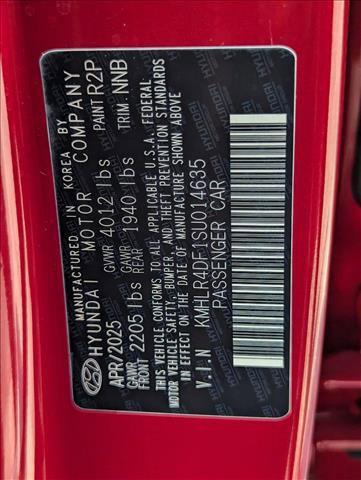 MANUFACTURED IN KOREA BY
HYUNDAI MOTOR COMPANY
APR/2025 GVWR 4012 lbs PAINT R2P
GAWR FRONT 2205 lbs GAWR REAR 1940 lbs TRIM NNB
THIS VEHICLE CONFORMS TO ALL APPLICABLE U.S.A. FEDERAL
MOTOR VEHICLE SAFETY, BUMPER, AND THEFT PREVENTION STANDARDS
IN EFFECT ON THE DATE OF MANUFACTURE SHOWN ABOVE
V.I.N KMHLR4DF1SU014635
PASSENGER CAR